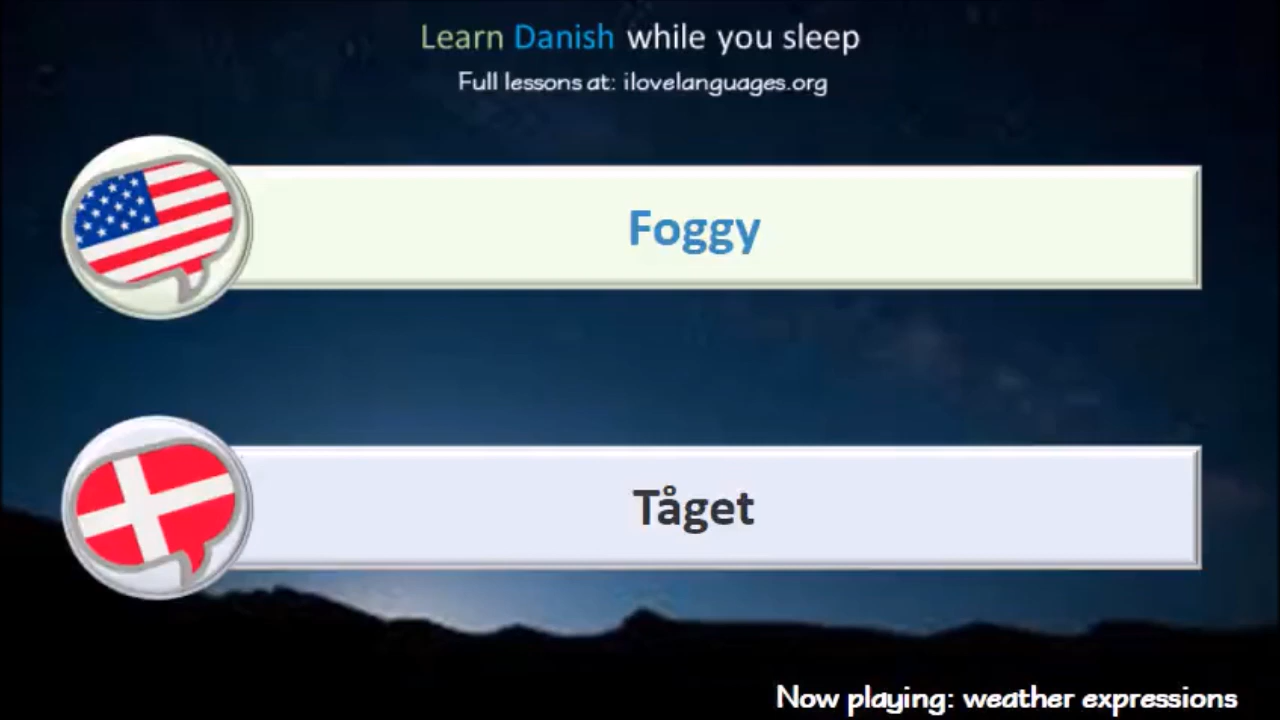 Learn Danish while you sleep
Full lessons at: ilovelanguages.org
Foggy
Tåget
Now playing: weather expressions